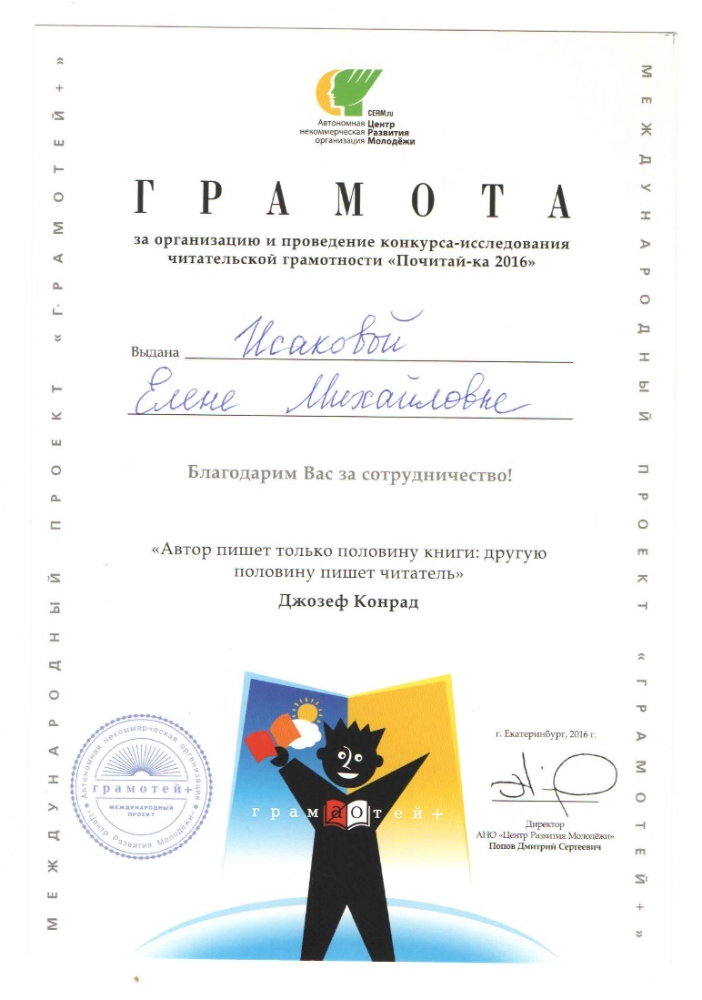 CERM.ru
Автономная Центр
некоммерческая Развития
организация Молодёжи
ГРАМОТА
за организацию и проведение конкурса-исследования
читательской грамотности «Почитай-ка 2016»
Выдана Исаковой
Елене Михайловне
Благодарим Вас за сотрудничество!
«Автор пишет только половину книги: другую
половину пишет читатель»
Джозеф Конрад
МЕЖДУНАРОДНЫЙ ПРОЕКТ «ГРАМОТЕЙ+»
МЕЖДУНАРОДНЫЙ ПРОЕКТ «ГРАМОТЕЙ+»
Автономная некоммерческая организация
грамотей+
МЕЖДУНАРОДНЫЙ
ПРОЕКТ
«Центр Развития Молодёжи»
грамотей+
г. Екатеринбург, 2016 г.
Директор
АНО «Центр Развития Молодёжи»
Попов Дмитрий Сергеевич